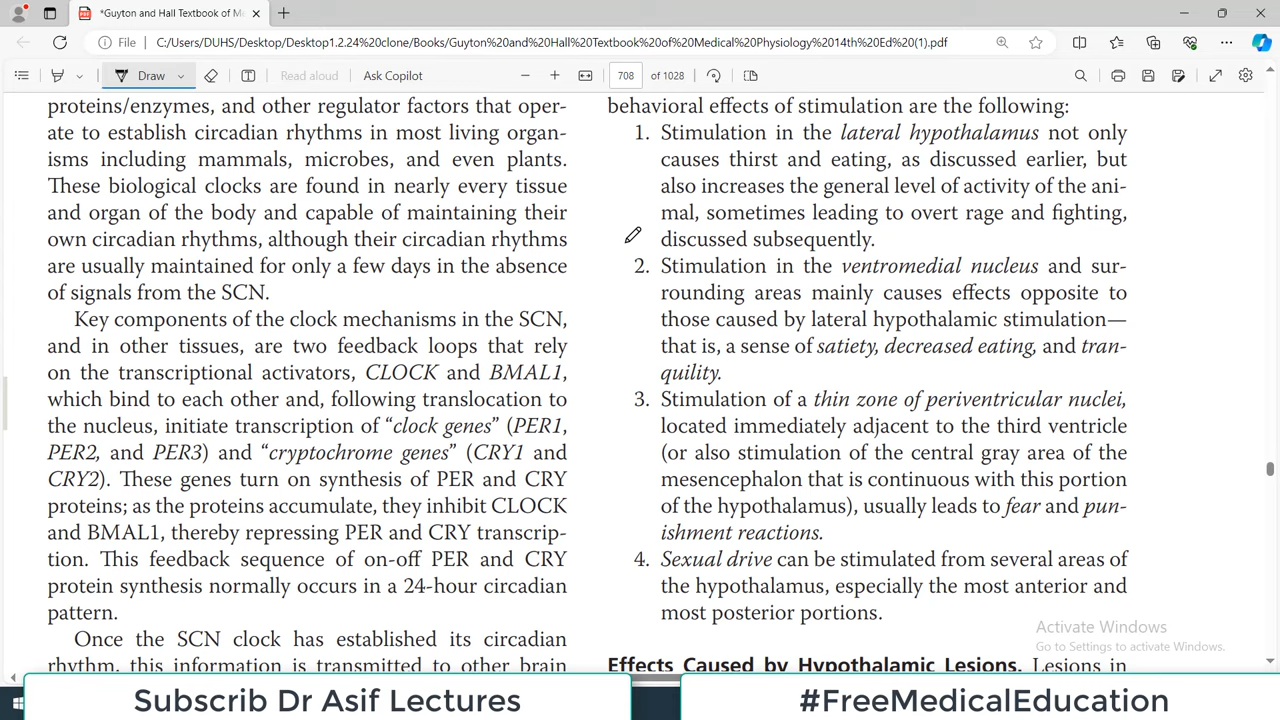 *Guyton and Hall Textbook of Me
File
C:/Users/DUHS/Desktop/Desktop1.2.24%20clone/Books/Guyton%20and%20Hall%20Textbook%20of%20Medical%20Physiology%2014th%20Ed%20(1).pdf
Draw
Read aloud
Ask Copilot
708 of 1028
proteins/enzymes, and other regulator factors that oper-
ate to establish circadian rhythms in most living organ-
isms including mammals, microbes, and even plants.
These biological clocks are found in nearly every tissue
and organ of the body and capable of maintaining their
own circadian rhythms, although their circadian rhythms
are usually maintained for only a few days in the absence
of signals from the SCN.
Key components of the clock mechanisms in the SCN,
and in other tissues, are two feedback loops that rely
on the transcriptional activators, CLOCK and BMAL1,
which bind to each other and, following translocation to
the nucleus, initiate transcription of “clock genes” (PER1,
PER2, and PER3) and “cryptochrome genes” (CRY1 and
CRY2). These genes turn on synthesis of PER and CRY
proteins; as the proteins accumulate, they inhibit CLOCK
and BMAL1, thereby repressing PER and CRY transcrip-
tion. This feedback sequence of on-off PER and CRY
protein synthesis normally occurs in a 24-hour circadian
pattern.
Once the SCN clock has established its circadian
rhythm, this information is transmitted to other brain
behavioral effects of stimulation are the following:
1. Stimulation in the lateral hypothalamus not only
causes thirst and eating, as discussed earlier, but
also increases the general level of activity of the ani-
mal, sometimes leading to overt rage and fighting,
discussed subsequently.
2. Stimulation in the ventromedial nucleus and sur-
rounding areas mainly causes effects opposite to
those caused by lateral hypothalamic stimulation—
that is, a sense of satiety, decreased eating, and tran-
quility.
3. Stimulation of a thin zone of periventricular nuclei,
located immediately adjacent to the third ventricle
(or also stimulation of the central gray area of the
mesencephalon that is continuous with this portion
of the hypothalamus), usually leads to fear and pun-
ishment reactions.
4. Sexual drive can be stimulated from several areas of
the hypothalamus, especially the most anterior and
most posterior portions.
Effects Caused by Hypothalamic Lesions. Lesions in
Activate Windows
Go to Settings to activate Windows.
Subscrib Dr Asif Lectures
#FreeMedicalEducation